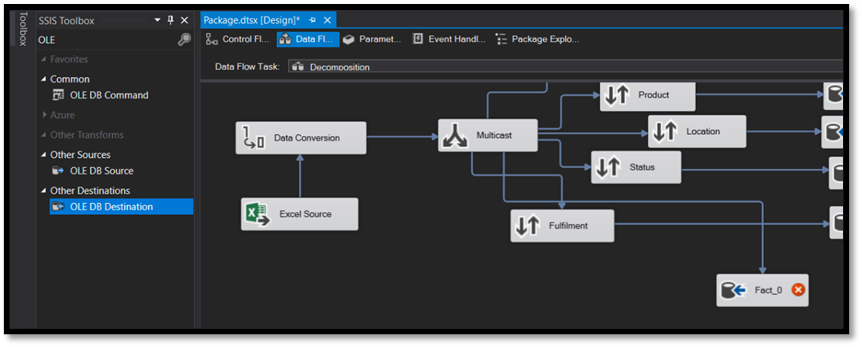 Toolbox
SSIS Toolbox
OLE
Favorites
Common
OLE DB Command
Azure
Other Transforms
Other Sources
OLE DB Source
Other Destinations
OLE DB Destination
Package.dtsx [Design]*
Control Fl...
Data Fl...
Paramet...
Event Handl...
Package Explo...
Data Flow Task:
Decomposition
Product
Data Conversion
Multicast
Location
Status
Excel Source
Fulfilment
Fact_0